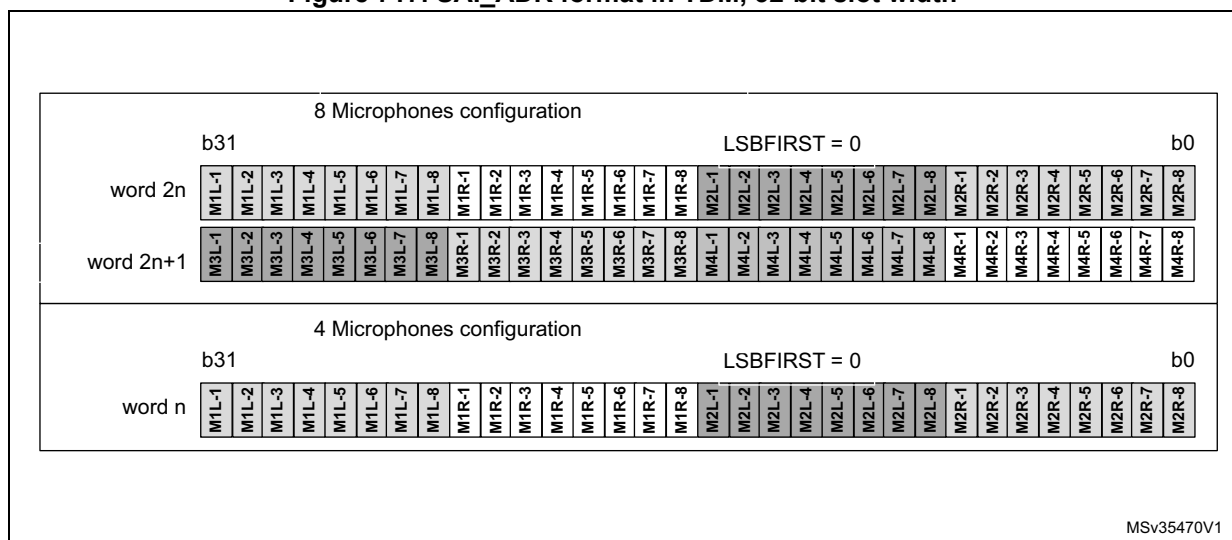 SAI_ADR format in TDM, 32-bit slot width
8 Microphones configuration
b31 LSBFIRST = 0 b0
word 2n M1L-1 M1L-2 M1L-3 M1L-4 M1L-5 M1L-6 M1L-7 M1L-8 M1R-1 M1R-2 M1R-3 M1R-4 M1R-5 M1R-6 M1R-7 M1R-8 M2L-1 M2L-2 M2L-3 M2L-4 M2L-5 M2L-6 M2L-7 M2L-8 M2R-1 M2R-2 M2R-3 M2R-4 M2R-5 M2R-6 M2R-7 M2R-8
word 2n+1 M3L-1 M3L-2 M3L-3 M3L-4 M3L-5 M3L-6 M3L-7 M3L-8 M3R-1 M3R-2 M3R-3 M3R-4 M3R-5 M3R-6 M3R-7 M3R-8 M4L-1 M4L-2 M4L-3 M4L-4 M4L-5 M4L-6 M4L-7 M4L-8 M4R-1 M4R-2 M4R-3 M4R-4 M4R-5 M4R-6 M4R-7 M4R-8
4 Microphones configuration
b31 LSBFIRST = 0 b0
word n M1L-1 M1L-2 M1L-3 M1L-4 M1L-5 M1L-6 M1L-7 M1L-8 M1R-1 M1R-2 M1R-3 M1R-4 M1R-5 M1R-6 M1R-7 M1R-8 M2L-1 M2L-2 M2L-3 M2L-4 M2L-5 M2L-6 M2L-7 M2L-8 M2R-1 M2R-2 M2R-3 M2R-4 M2R-5 M2R-6 M2R-7 M2R-8
MSv35470V1